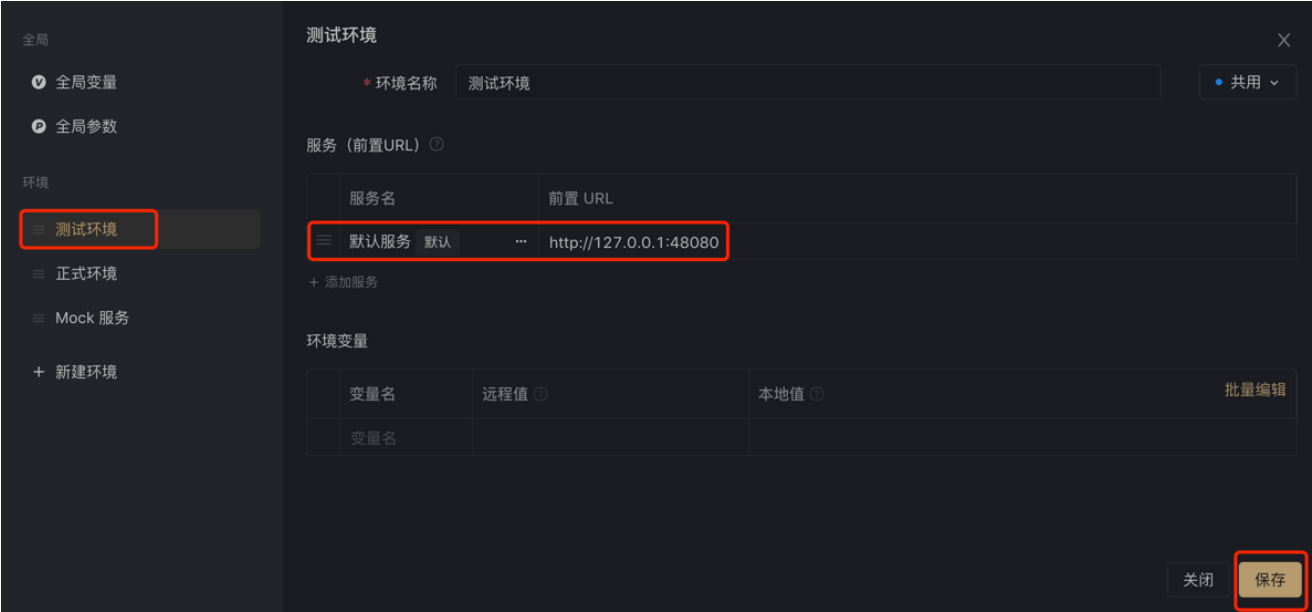 全局
全局变量
全局参数
环境
测试环境
正式环境
Mock 服务
+ 新建环境
测试环境
* 环境名称 测试环境 共用
服务（前置URL）
服务名 前置 URL
默认服务 默认 ··· http://127.0.0.1:48080
+ 添加服务
环境变量
变量名 远程值 本地值 批量编辑
变量名
关闭 保存